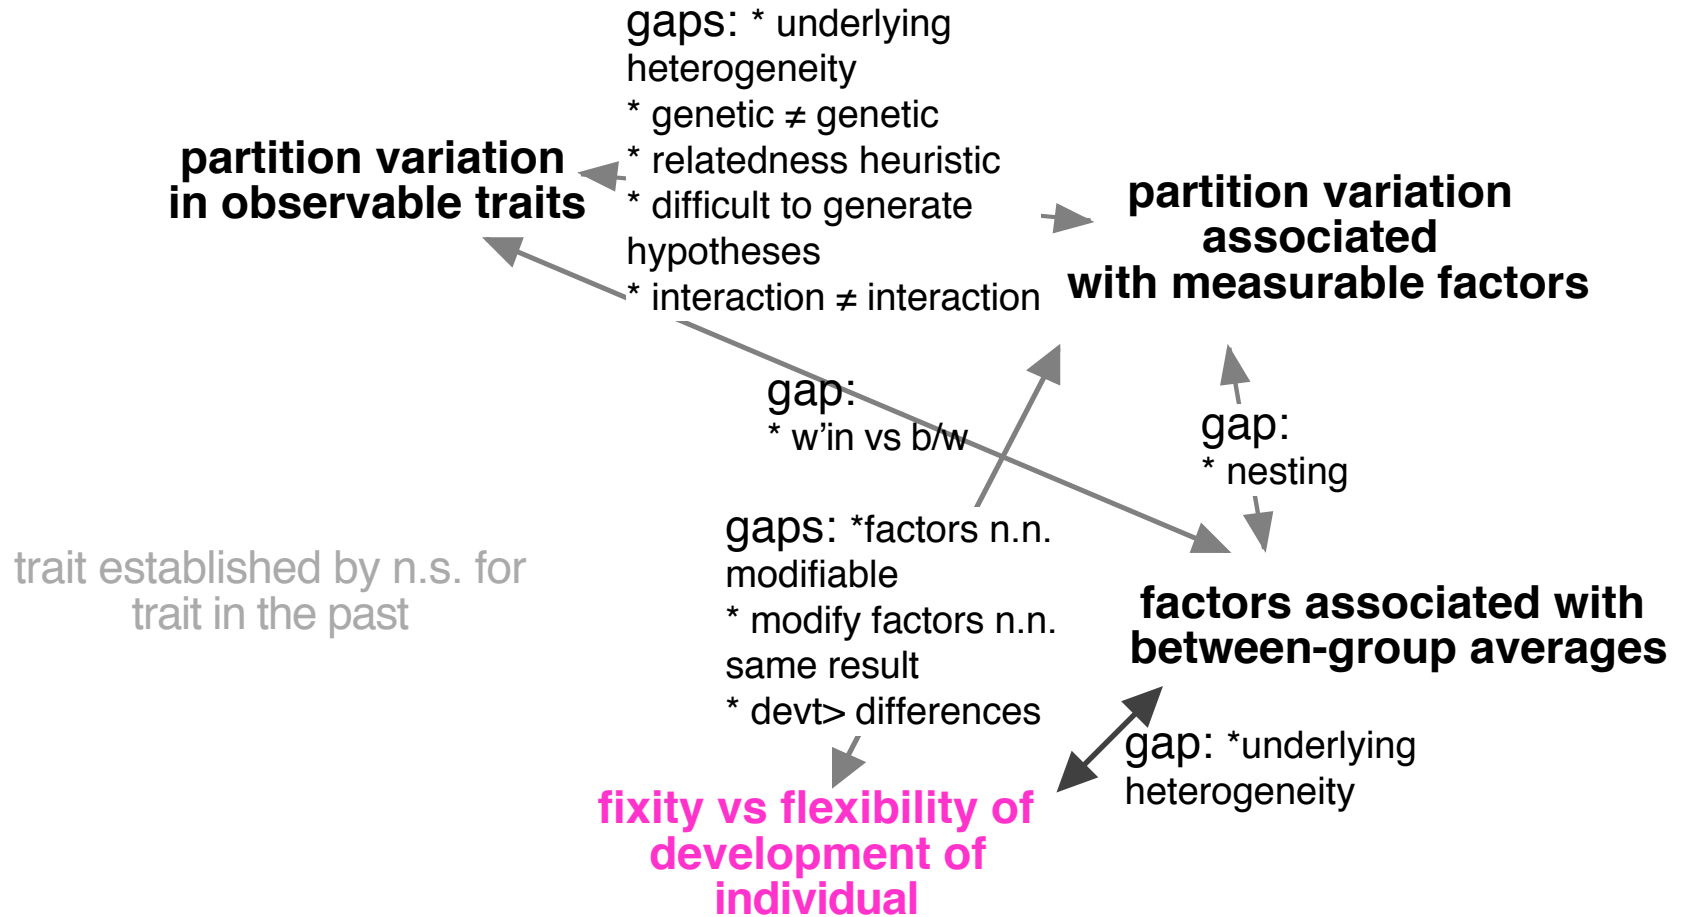 gaps: * underlying
heterogeneity
* genetic ≠ genetic
* relatedness heuristic
* difficult to generate
hypotheses
* interaction ≠ interaction
partition variation
in observable traits
partition variation
associated
with measurable factors
gap:
* w’in vs b/w
gap:
* nesting
gaps: *factors n.n.
modifiable
* modify factors n.n.
same result
* devt> differences
trait established by n.s. for
trait in the past
factors associated with
between-group averages
gap: *underlying
heterogeneity
fixity vs flexibility of
development of
individual